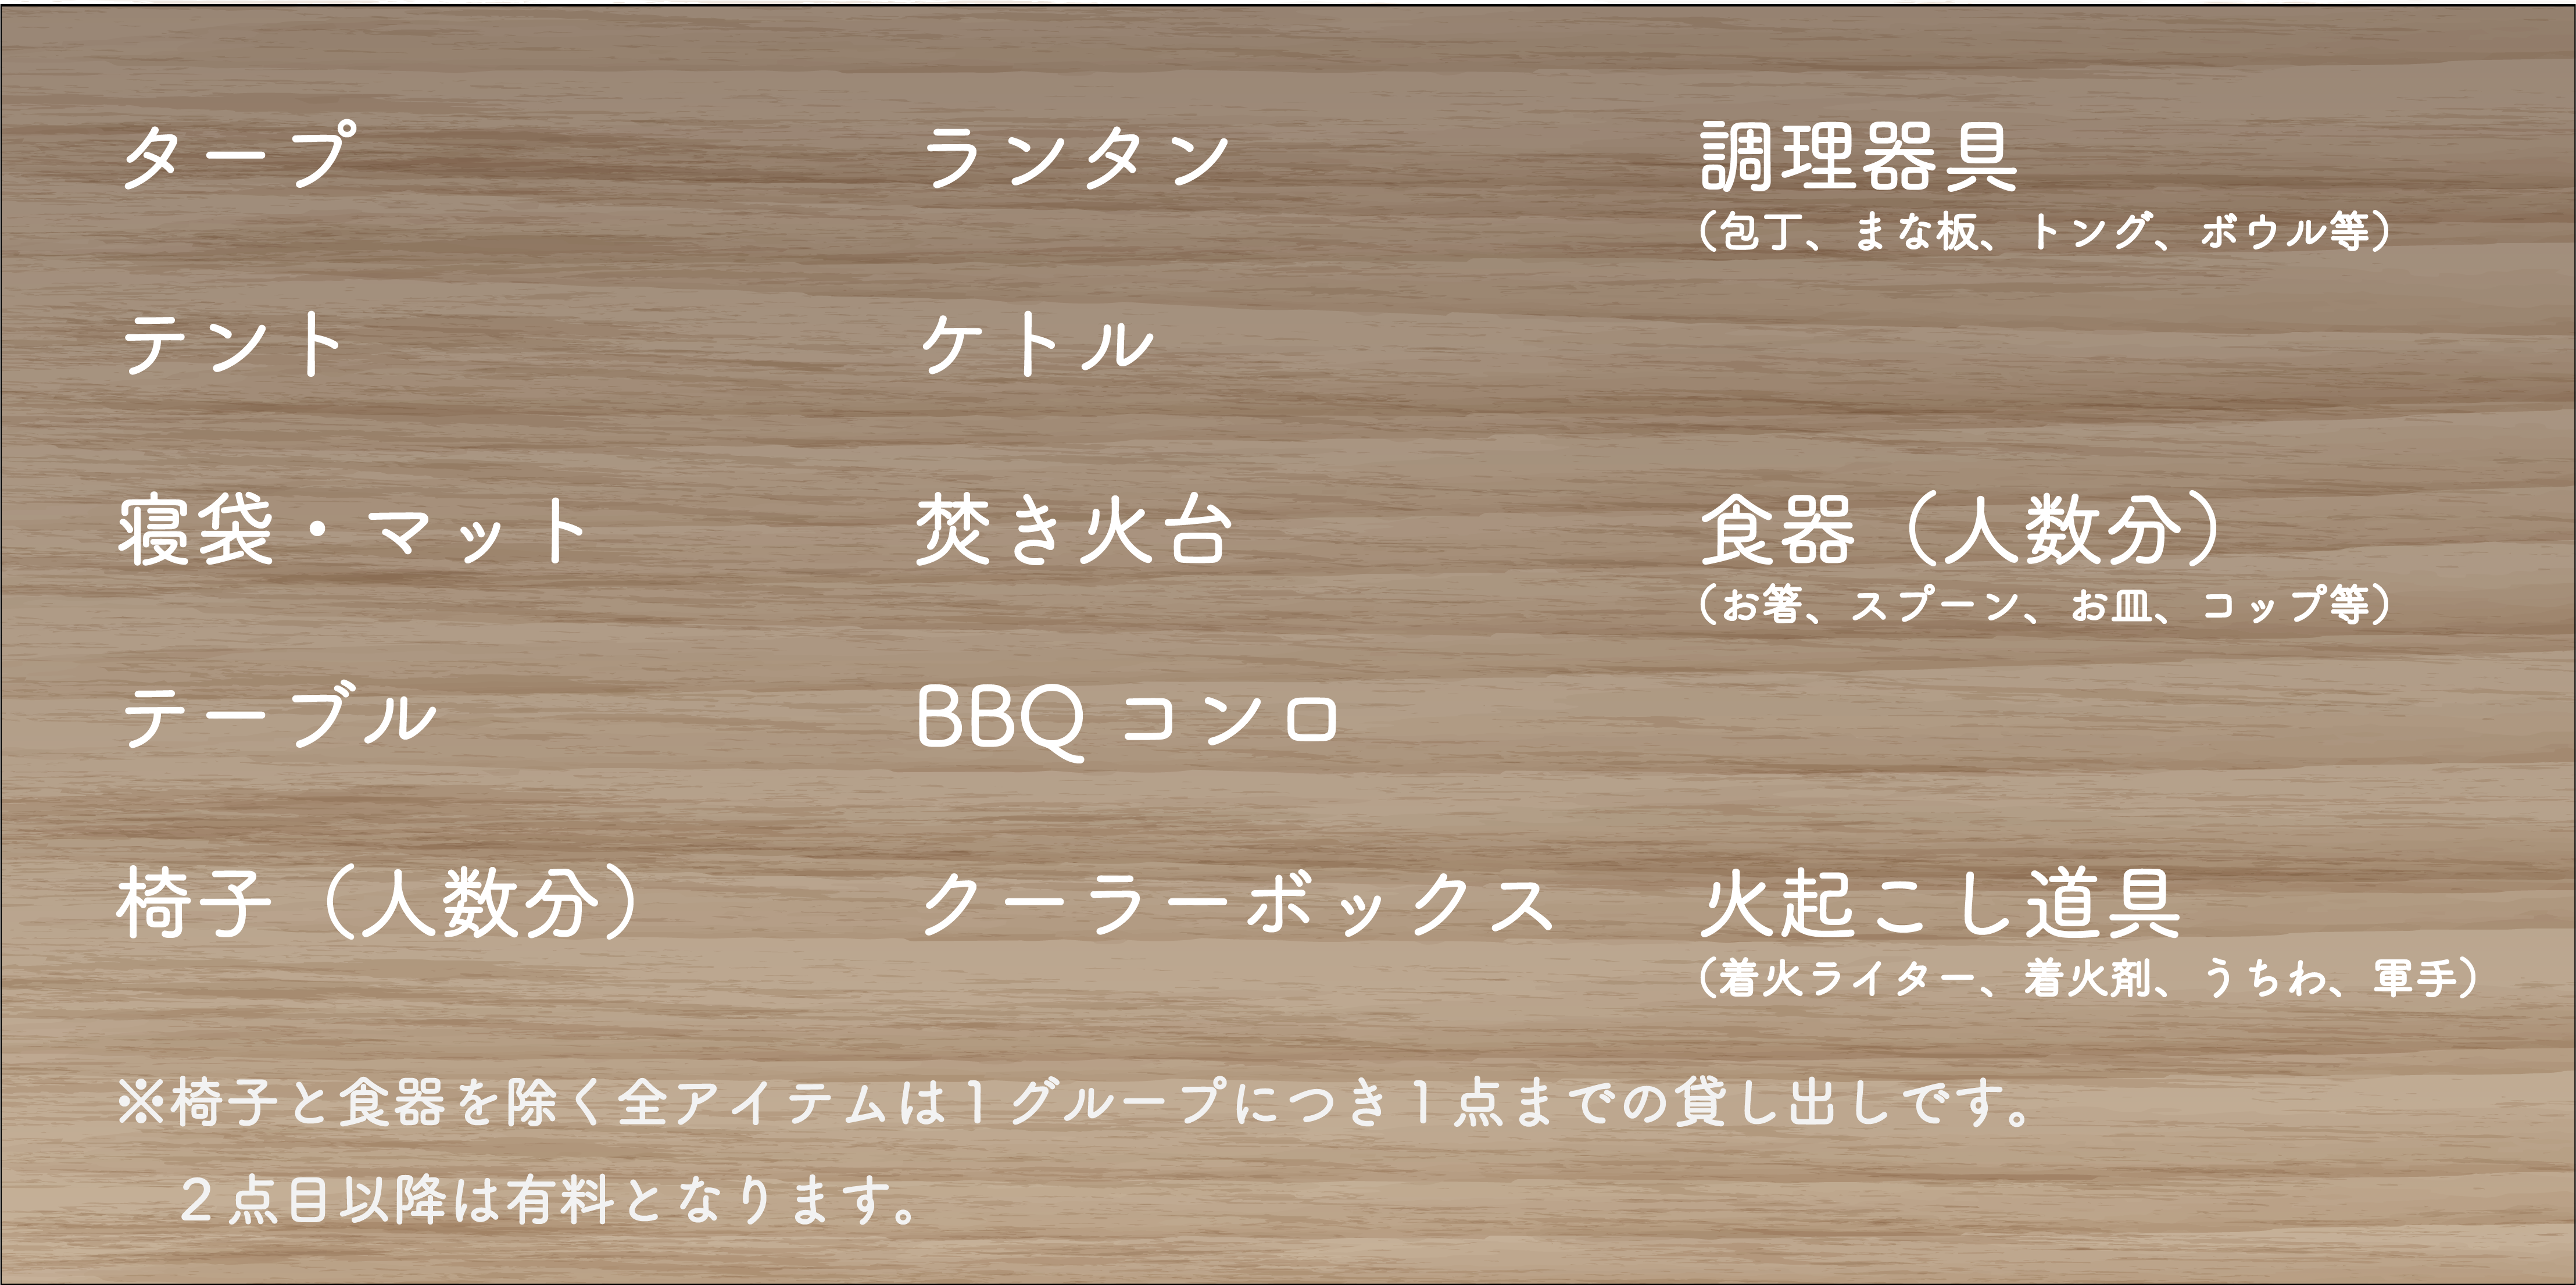 タープ
テント
寝袋・マット
テーブル
椅子（人数分）
ランタン
ケトル
焚き火台
BBQ コンロ
クーラーボックス
調理器具
（包丁、まな板、トング、ボウル等）
食器（人数分）
（お箸、スプーン、お皿、コップ等）
火起こし道具
（着火ライター、着火剤、うちわ、軍手）
※椅子と食器を除く全アイテムは１グループにつき１点までの貸し出しです。
２点目以降は有料となります。